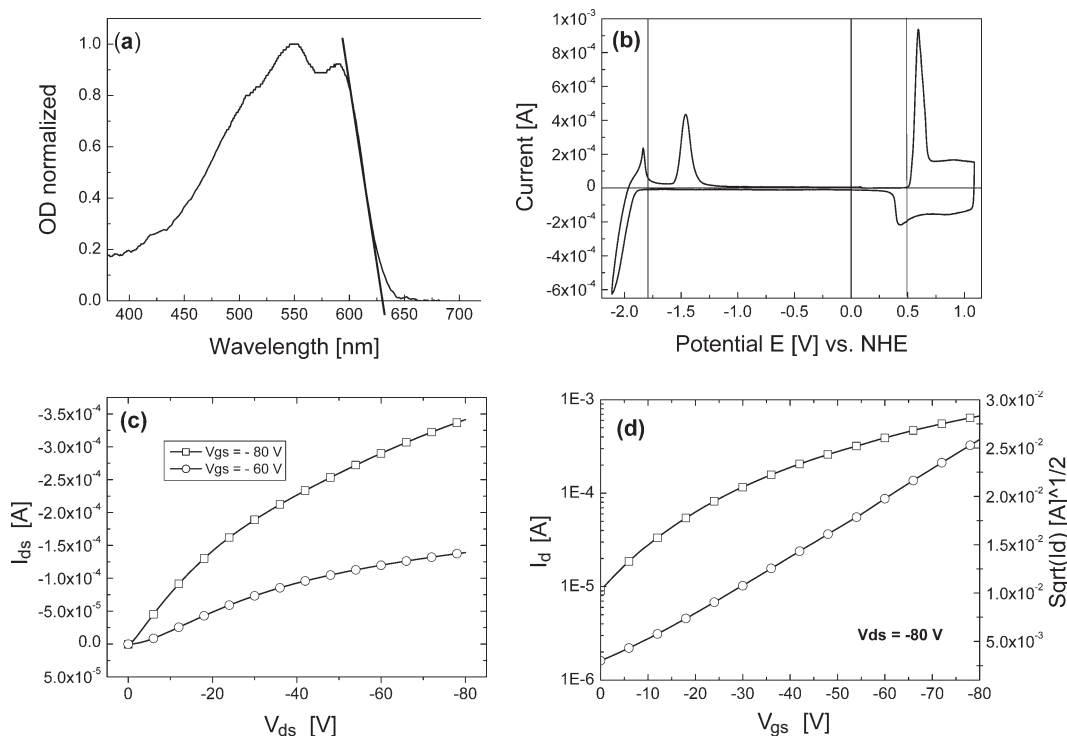 (a)
1.0
0.8
0.6
0.4
0.2
0.0
OD normalized
400 450 500 550 600 650 700
Wavelength [nm]
(b)
1x10⁻³
8x10⁻⁴
6x10⁻⁴
4x10⁻⁴
2x10⁻⁴
0
-2x10⁻⁴
-4x10⁻⁴
-6x10⁻⁴
Current [A]
-2.0 -1.5 -1.0 -0.5 0.0 0.5 1.0
Potential E [V] vs. NHE
(c)
-3.5x10⁻⁴
-3.0x10⁻⁴
-2.5x10⁻⁴
-2.0x10⁻⁴
-1.5x10⁻⁴
-1.0x10⁻⁴
-5.0x10⁻⁵
0.0
5.0x10⁻⁵
I_ds [A]
Vgs = - 80 V
Vgs = - 60 V
0 -20 -40 -60 -80
V_ds [V]
(d)
1E-3
1E-4
1E-5
1E-6
I_d [A]
3.0x10⁻²
2.5x10⁻²
2.0x10⁻²
1.5x10⁻²
1.0x10⁻²
5.0x10⁻³
Sqrt(Id) [A]^1/2
Vds = -80 V
0 -10 -20 -30 -40 -50 -60 -70 -80
V_gs [V]